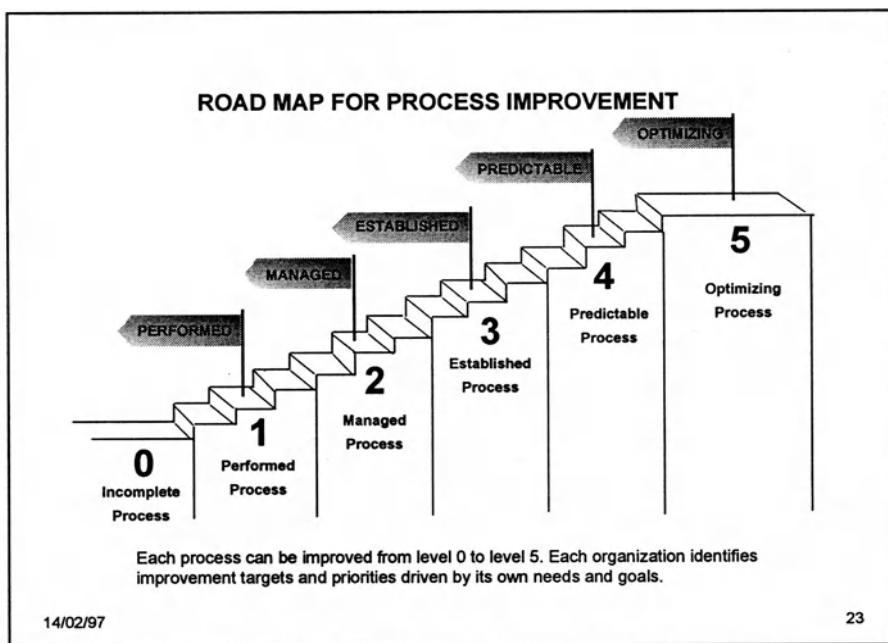 ROAD MAP FOR PROCESS IMPROVEMENT
OPTIMIZING
PREDICTABLE
ESTABLISHED
MANAGED
PERFORMED
0
Incomplete
Process
1
Performed
Process
2
Managed
Process
3
Established
Process
4
Predictable
Process
5
Optimizing
Process
Each process can be improved from level 0 to level 5. Each organization identifies
improvement targets and priorities driven by its own needs and goals.
14/02/97
23